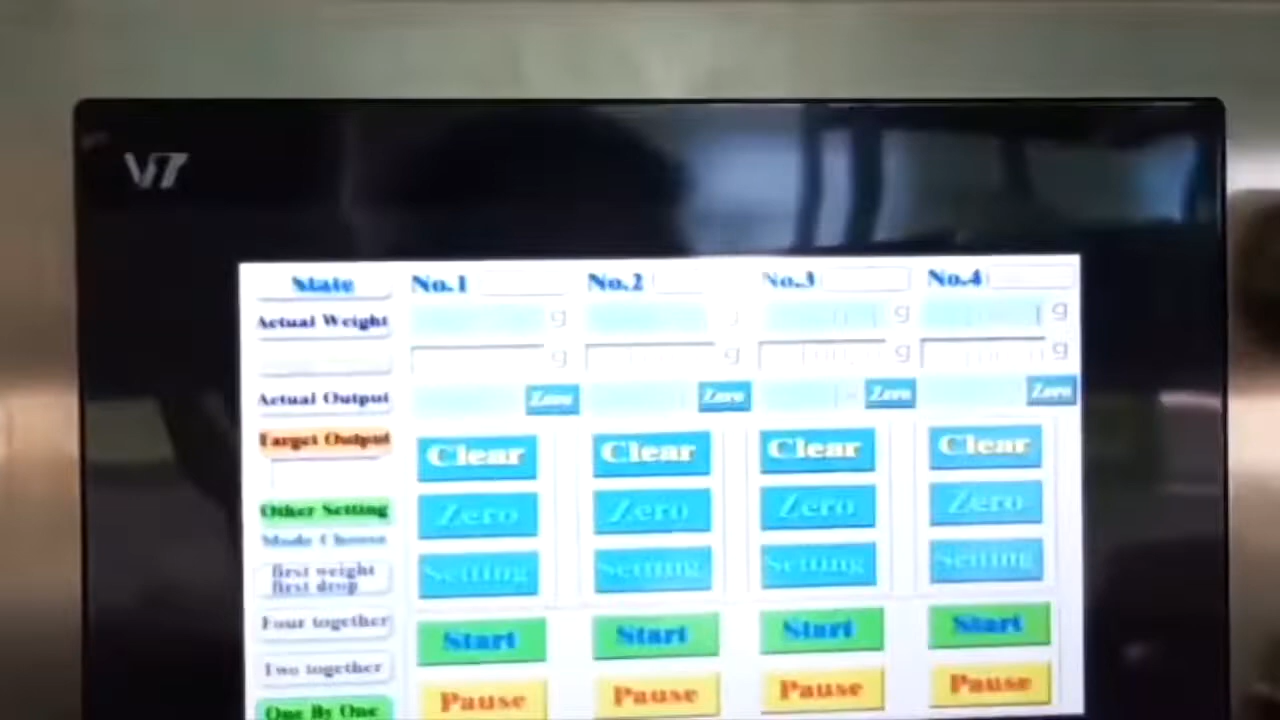 V7
State No.1 No.2 No.3 No.4
Actual Weight g g g
g g g g
Actual Output Zero Zero Zero Zero
Target Output
Clear Clear Clear Clear
Other Setting Zero Zero Zero Zero
Mode Choose
first weight
first drop
Setting Setting Setting Setting
Four together Start Start Start Start
Two together
One By One Pause Pause Pause Pause